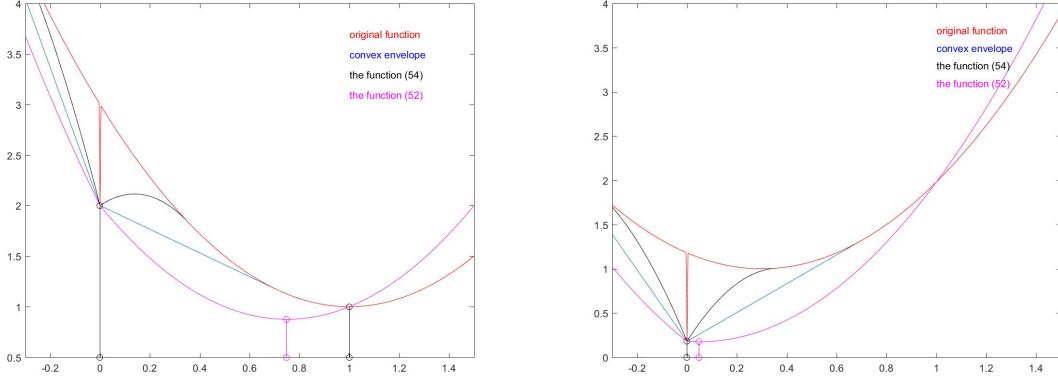 4
3.5
3
2.5
2
1.5
1
0.5
-0.2 0 0.2 0.4 0.6 0.8 1 1.2 1.4
original function
convex envelope
the function (54)
the function (52)
4
3.5
3
2.5
2
1.5
1
0.5
0
-0.2 0 0.2 0.4 0.6 0.8 1 1.2 1.4
original function
convex envelope
the function (54)
the function (52)